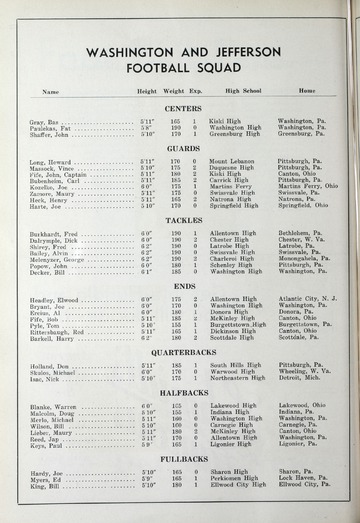 WASHINGTON AND JEFFERSON
FOOTBALL SQUAD
Name Height Weight Exp. High School Home
CENTERS
Gray, Bas 5'11" 165 1 Kiski High Washington, Pa.
Paulekas, Fat 5'8" 190 0 Washington High Washington, Pa.
Shaffer, John 5'10" 170 1 Greensburg High Greensburg, Pa.
GUARDS
Long, Howard 5'11" 170 0 Mount Lebanon Pittsburgh, Pa.
Massock, Vince 5'10" 175 2 Duquesne High Pittsburgh, Pa.
Fife, John, Captain 5'11" 180 2 Kiski High Canton, Ohio
Bubenheim, Carl 5'11" 185 2 Carrick High Pittsburgh, Pa.
Kozelko, Joe 6'0" 175 1 Martins Ferry Martins Ferry, Ohio
Zamore, Maury 5'11" 175 0 Swissvale High Swissvale, Pa.
Heck, Henry 5'11" 165 2 Natrona High Natrona, Pa.
Harte, Joe 5'10" 170 0 Springfield High Springfield, Ohio
TACKLES
Burkhardt, Fred 6'0" 190 1 Allentown High Bethlehem, Pa.
Dalrymple, Dick 6'0" 190 2 Chester High Chester, W. Va.
Shirey, Fred 6'2" 190 0 Latrobe High Latrobe, Pa.
Bailey, Alvin 6'2" 190 0 Swissvale High Swissvale, Pa.
Melenyzer, George 6'2" 190 2 Charleroi High Monongahela, Pa.
Popew, John 6'0" 180 1 Schenley High Pittsburgh, Pa.
Decker, Bill 6'1" 185 0 Washington High Washington, Pa.
ENDS
Headley, Elwood 6'0" 175 2 Allentown High Atlantic City, N. J.
Bryant, Joe 6'0" 170 0 Washington High Washington, Pa.
Al 6'0" 180 1 Donora High Donora, Pa.
Fife, Bob 5'11" 185 2 McKinley High Canton, Ohio
Pyle, Tom 5'10" 155 1 Burgettstown High Burgettstown, Pa.
Rittersbaugh, Rod 5'11" 165 1 Dickinson High Canton, Ohio
Barkell, Harry 6'2" 180 2 Scottdale High Scottdale, Pa.
QUARTERBACKS
Holland, Don 5'11" 185 1 South Hills High Pittsburgh, Pa.
Skulos, Michael 6'0" 170 0 Warwood High Wheeling, W. Va.
Isac, Nick 5'10" 175 1 Northeastern High Detroit, Mich.
HALFBACKS
Blanke, Warren 6'0" 165 0 Lakewood High Lakewood, Ohio
Malcolm, Doug 5'10" 155 1 Indiana High Indiana, Pa.
Merlo, Michael 5'11" 160 0 Washington High Washington, Pa.
Wilson, Bill 5'10" 160 0 Carnegie High Carnegie, Pa.
Liebec, Maury 5'11" 180 2 McKinley High Canton, Ohio
Reed, Jap 5'11" 170 0 Allentown High Washington, Pa.
Keys, Paul 5'9" 165 1 Ligonier High Ligonier, Pa.
FULLBACKS
Hardy, Joe 5'10" 165 0 Sharon High Sharon, Pa.
Myers, Ed 5'9" 165 1 Perkiomen High Lock Haven, Pa.
King, Bill 5'9" 180 1 Ellwood City High Ellwood City, Pa.